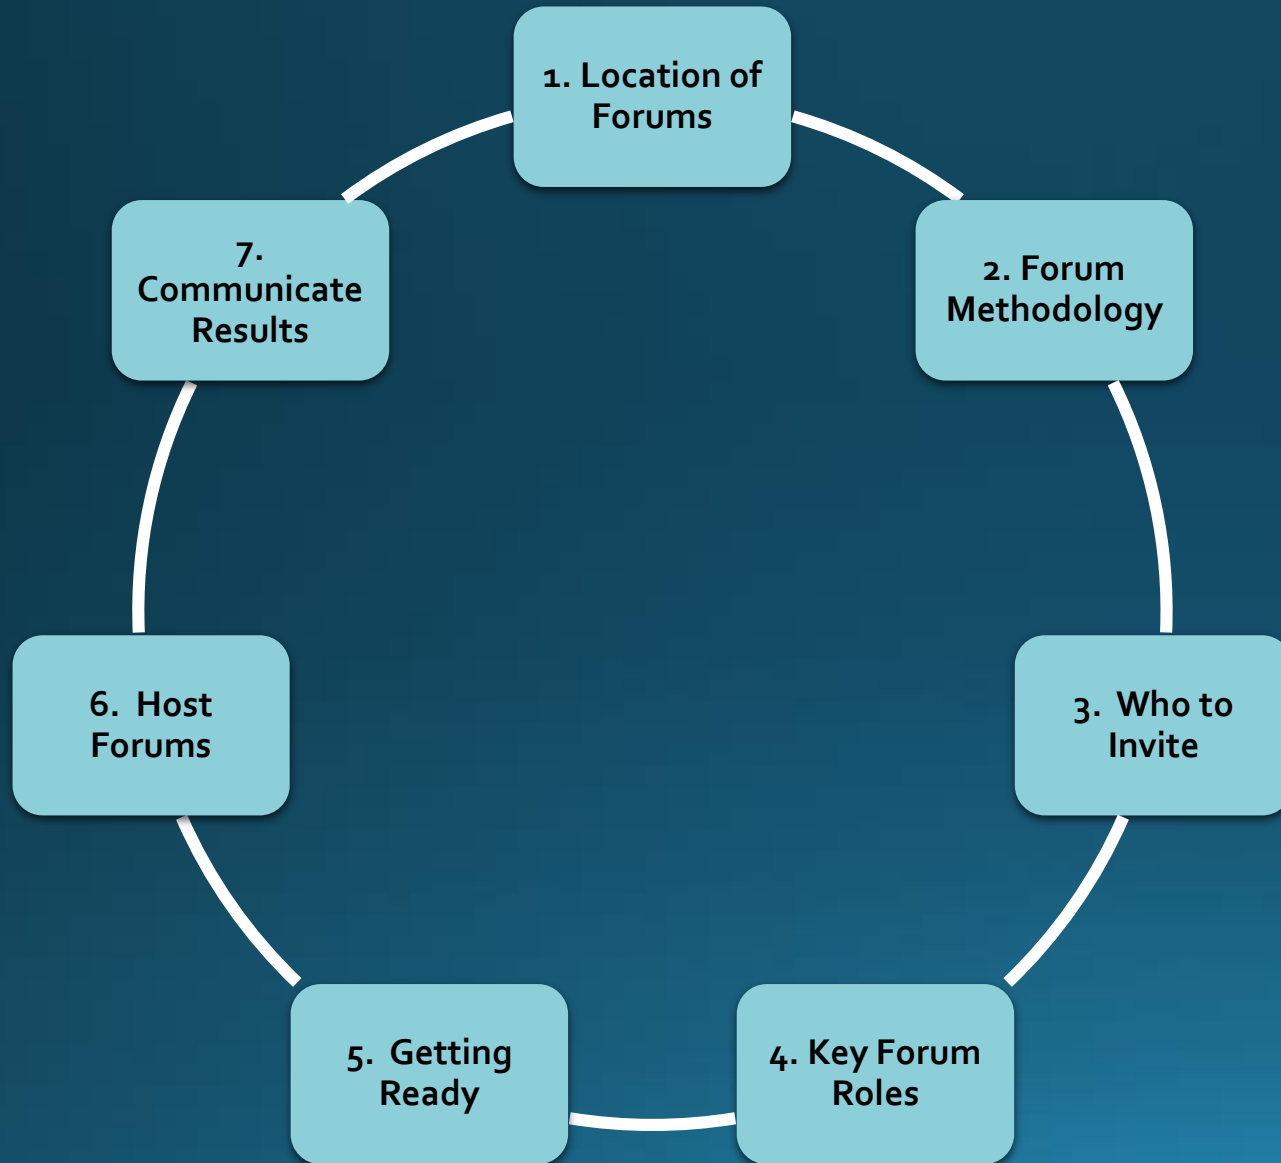 1. Location of
Forums
2. Forum
Methodology
3. Who to
Invite
4. Key Forum
Roles
5. Getting
Ready
6. Host
Forums
7.
Communicate
Results